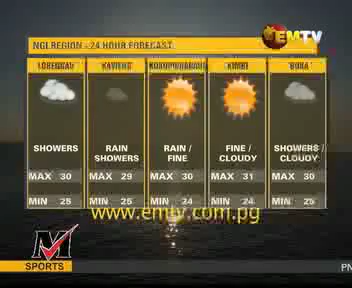 EMTV
NGI REGION - 24 HOUR FORECAST
LORENGAU KAVIENG KOKOPO/RABAUL KIMBE BUKA
SHOWERS RAIN SHOWERS RAIN / FINE FINE / CLOUDY SHOWERS / CLOUDY
MAX 30 MAX 29 MAX 30 MAX 31 MAX 30
MIN 25 MIN 25 MIN 24 MIN 24 MIN 25
www.emtv.com.pg
M
SPORTS
PN